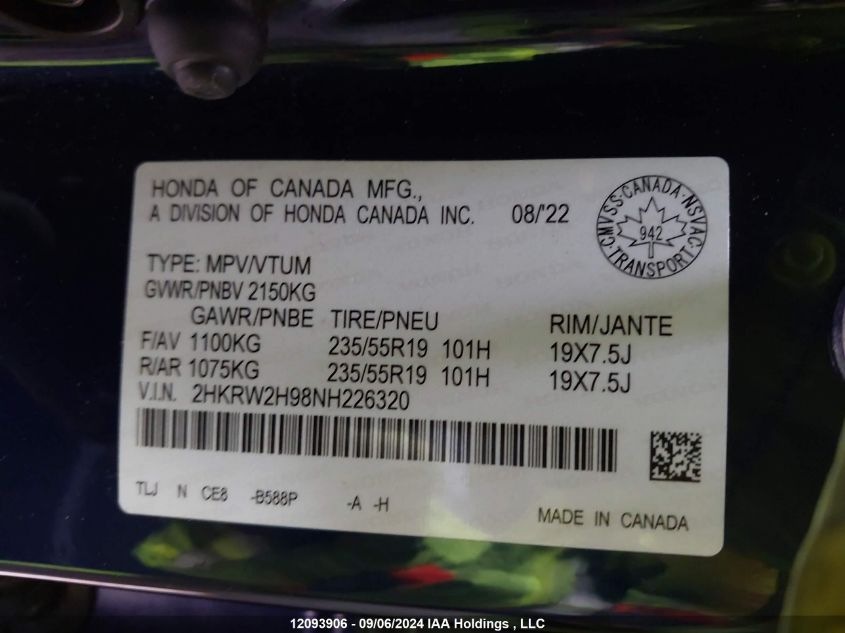 HONDA OF CANADA MFG.,
A DIVISION OF HONDA CANADA INC. 08/'22
CMVSS·CANADA·NSVAC·TRANSPORT·
942
TYPE: MPV/VTUM
GVWR/PNBV 2150KG
GAWR/PNBE TIRE/PNEU RIM/JANTE
F/AV 1100KG 235/55R19 101H 19X7.5J
R/AR 1075KG 235/55R19 101H 19X7.5J
V.I.N. 2HKRW2H98NH226320
TLJ N CE8 -B588P -A -H
MADE IN CANADA
12093906 - 09/06/2024 IAA Holdings , LLC